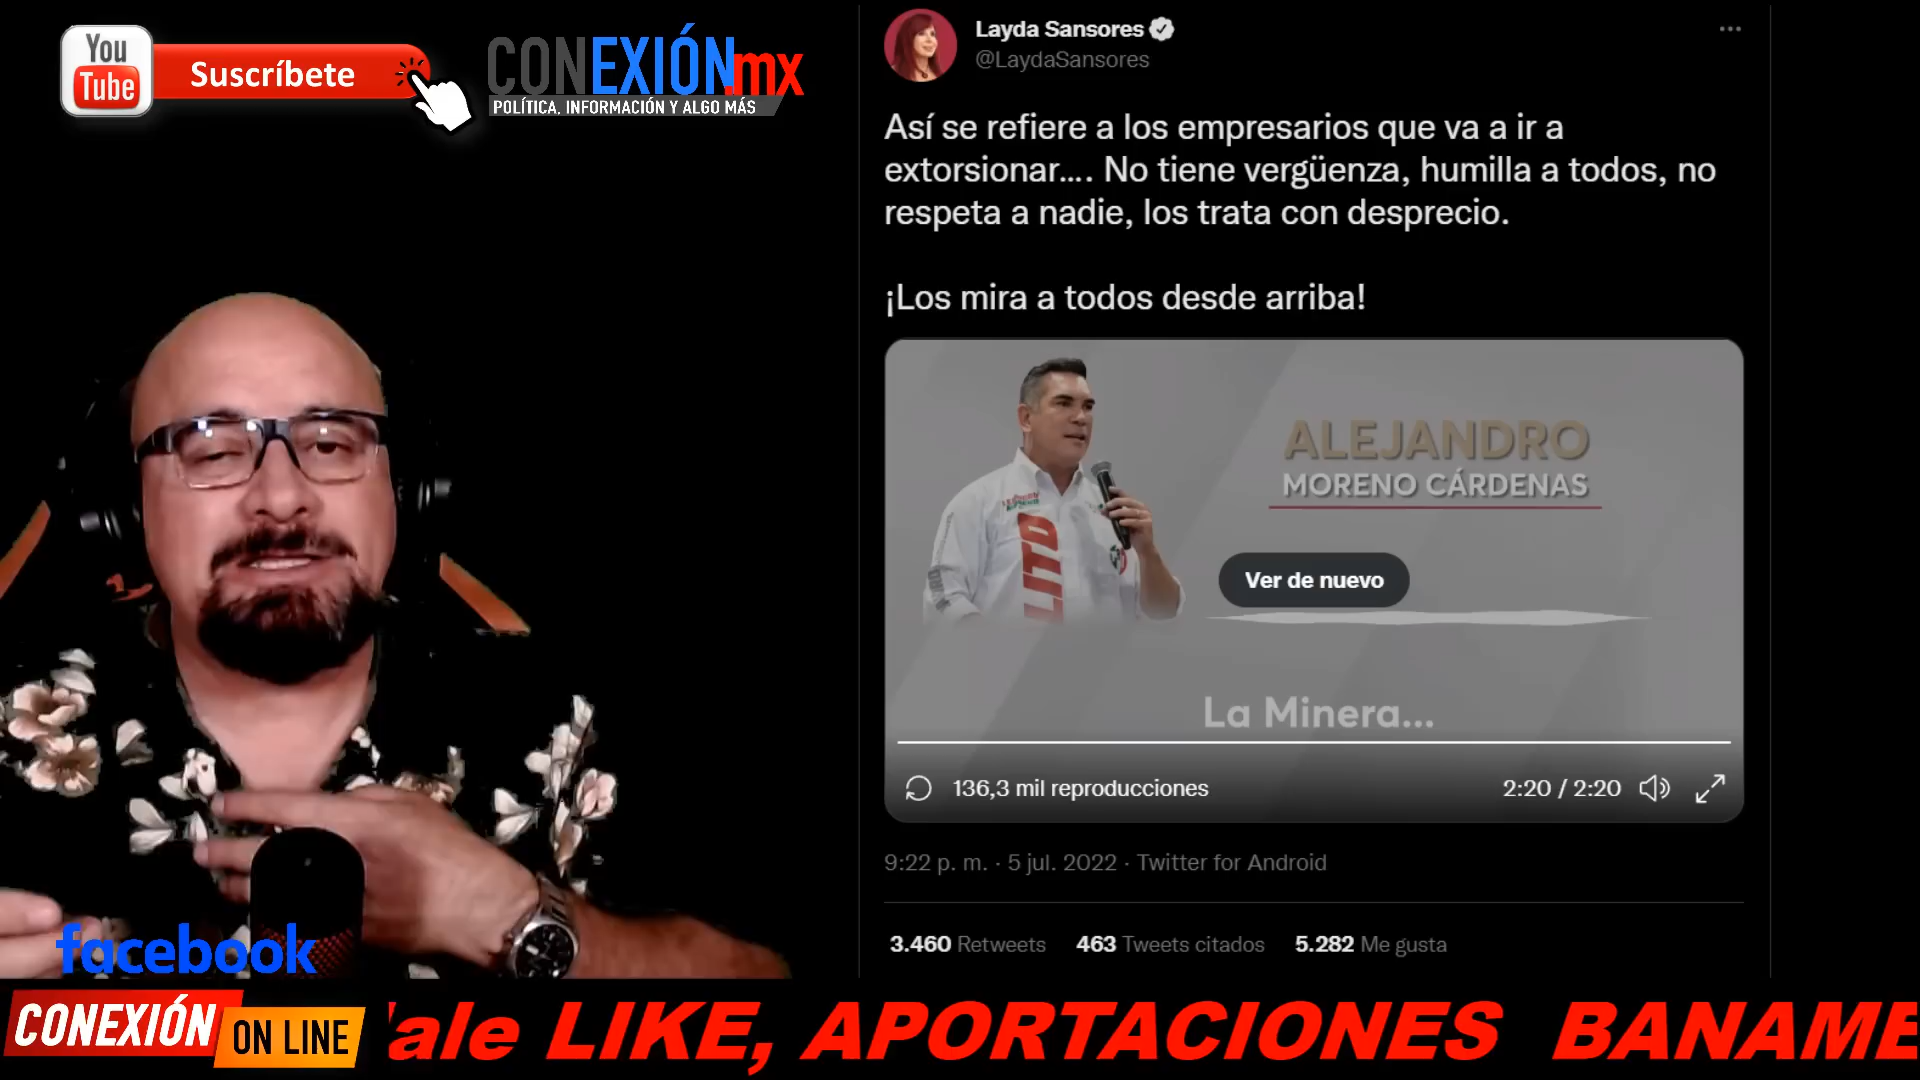 You
Tube
Suscríbete
CONEXIÓN.mx
POLÍTICA, INFORMACIÓN Y ALGO MÁS
Layda Sansores
@LaydaSansores
Así se refiere a los empresarios que va a ir a
extorsionar.... No tiene vergüenza, humilla a todos, no
respeta a nadie, los trata con desprecio.
¡Los mira a todos desde arriba!
ALEJANDRO
MORENO CÁRDENAS
LITO
PRI
Ver de nuevo
La Minera...
136,3 mil reproducciones
2:20 / 2:20
9:22 p. m. · 5 jul. 2022 · Twitter for Android
3.460 Retweets 463 Tweets citados 5.282 Me gusta
facebook
CONEXIÓN
ON LINE
ale LIKE, APORTACIONES BANAME